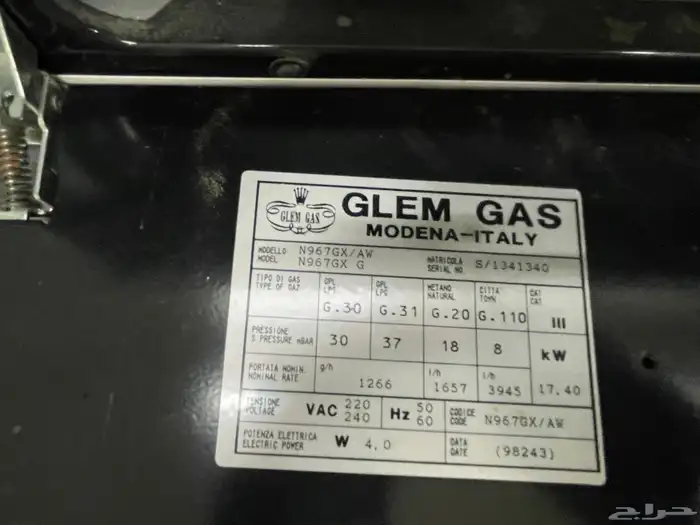 GLEM GAS
GLEM GAS
MODENA-ITALY
MODELLO N967GX/AW
MODEL N967GX G
MATRICOLA
SERIAL NO. S/1341340
TIPO DI GAS
TYPE OF GAZ
GPL
LPG
GPL
LPG
METANO
NATURAL
CITTA
TOWN
CAT
CAT
G.30 G.31 G.20 G.110 III
PRESSIONE
S PRESSURE mBAR
30 37 18 8 kW
PORTATA NOMIN.
NOMINAL RATE
g/h 1266
l/h 1657
l/h 3945
17.40
TENSIONE
VOLTAGE
VAC 220
240
Hz 50
60
CODICE
CODE N967GX/AW
POTENZA ELETTRICA
ELECTRIC POWER
W 4,0
DATA
DATE (98243)
حراج